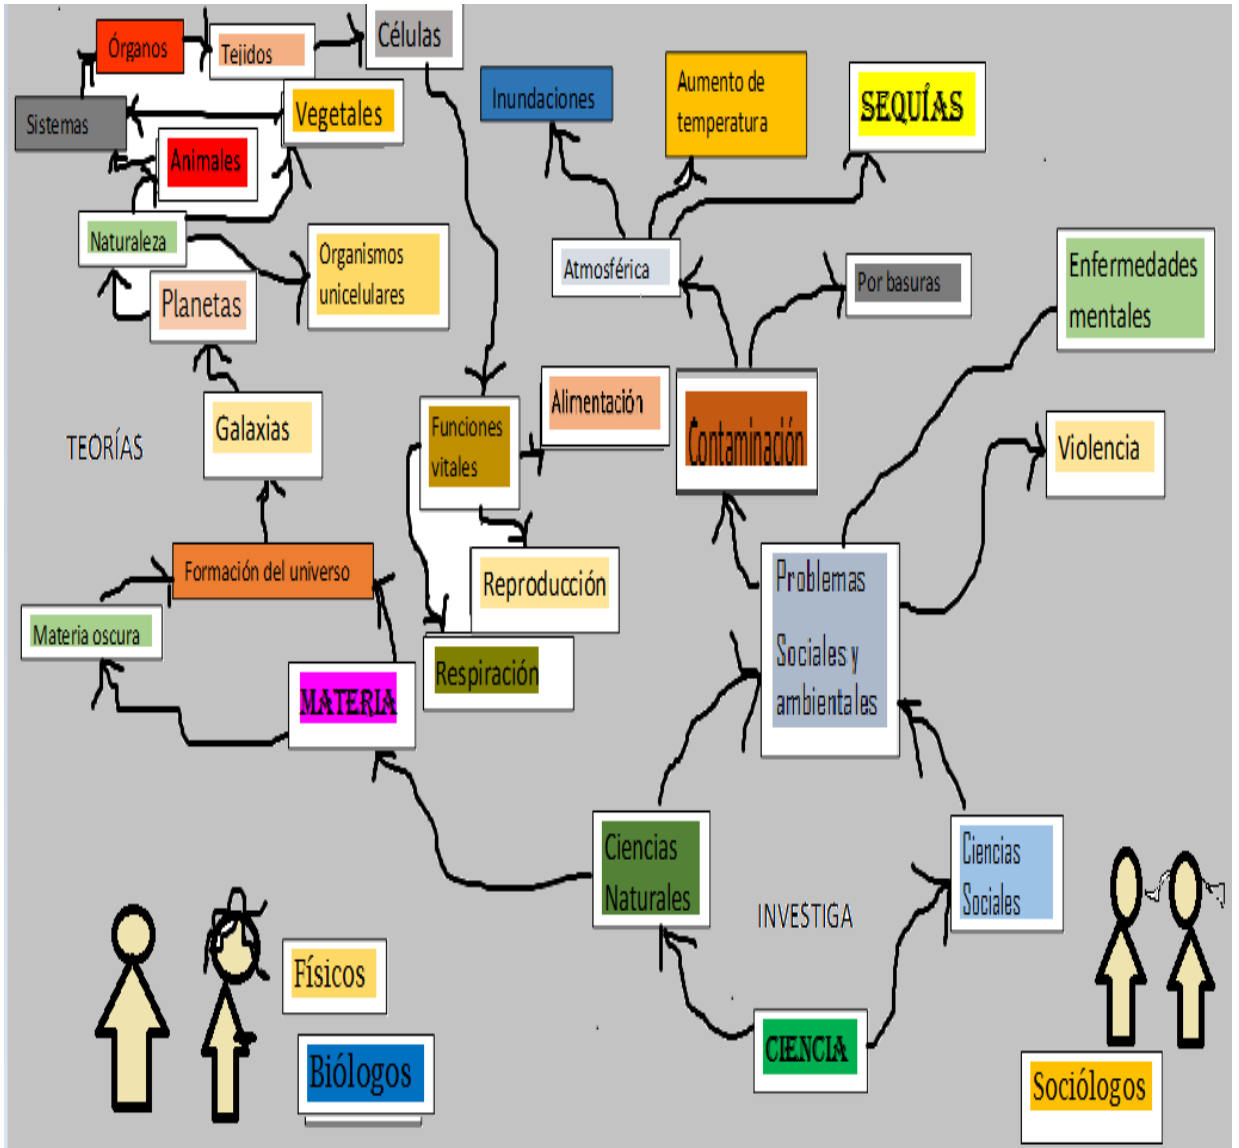 Órganos
Tejidos
Células
Sistemas
Vegetales
Animales
Inundaciones
Aumento de
temperatura
SEQUÍAS
Naturaleza
Organismos
unicelulares
Planetas
Atmosférica
Por basuras
Enfermedades
mentales
Galaxias
TEORÍAS
Funciones
vitales
Alimentación
Contaminación
Violencia
Formación del universo
Reproducción
Materia oscura
Respiración
MATERIA
Problemas
Sociales y
ambientales
Ciencias
Naturales
INVESTIGA
Ciencias
Sociales
Físicos
Biólogos
CIENCIA
Sociólogos